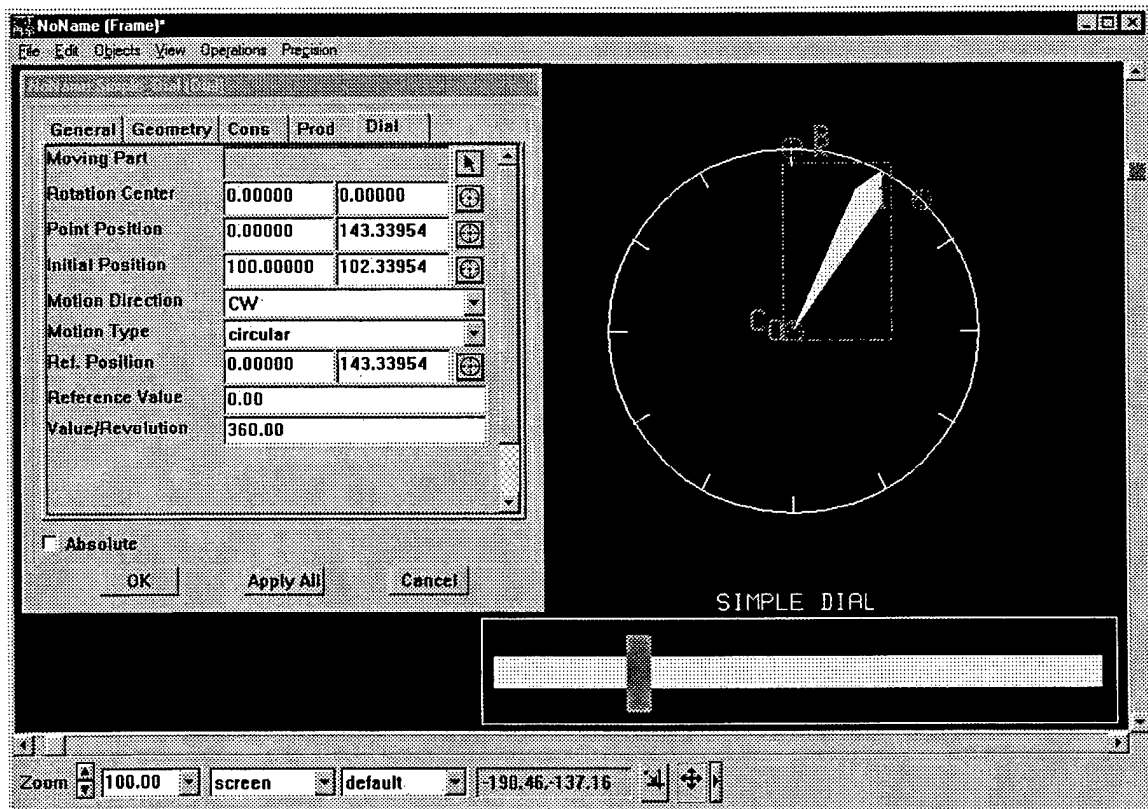 NoName (Frame)*
File Edit Objects View Operations Precision
General Geometry Cons Prod Dial
Moving Part
Rotation Center 0.00000 0.00000
Point Position 0.00000 143.33954
Initial Position 100.00000 102.33954
Motion Direction CW
Motion Type circular
Ref. Position 0.00000 143.33954
Reference Value 0.00
Value/Revolution 360.00
Absolute
OK Apply All Cancel
SIMPLE DIAL
Zoom 100.00 screen default -190.46,-137.16